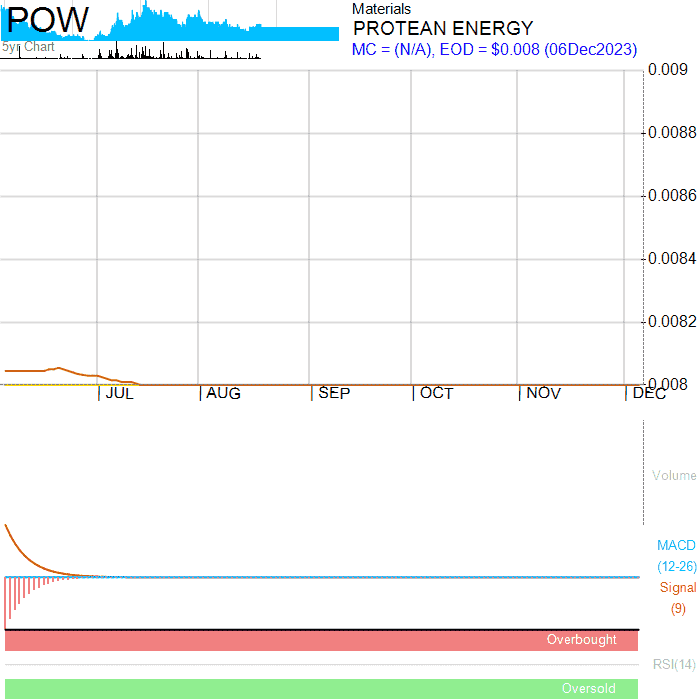 POW
5yr Chart
Materials
PROTEAN ENERGY
MC = (N/A), EOD = $0.008 (06Dec2023)
0.009
0.0088
0.0086
0.0084
0.0082
0.008
JUL AUG SEP OCT NOV DEC
Volume
MACD
(12-26)
Signal
(9)
Overbought
RSI(14)
Oversold